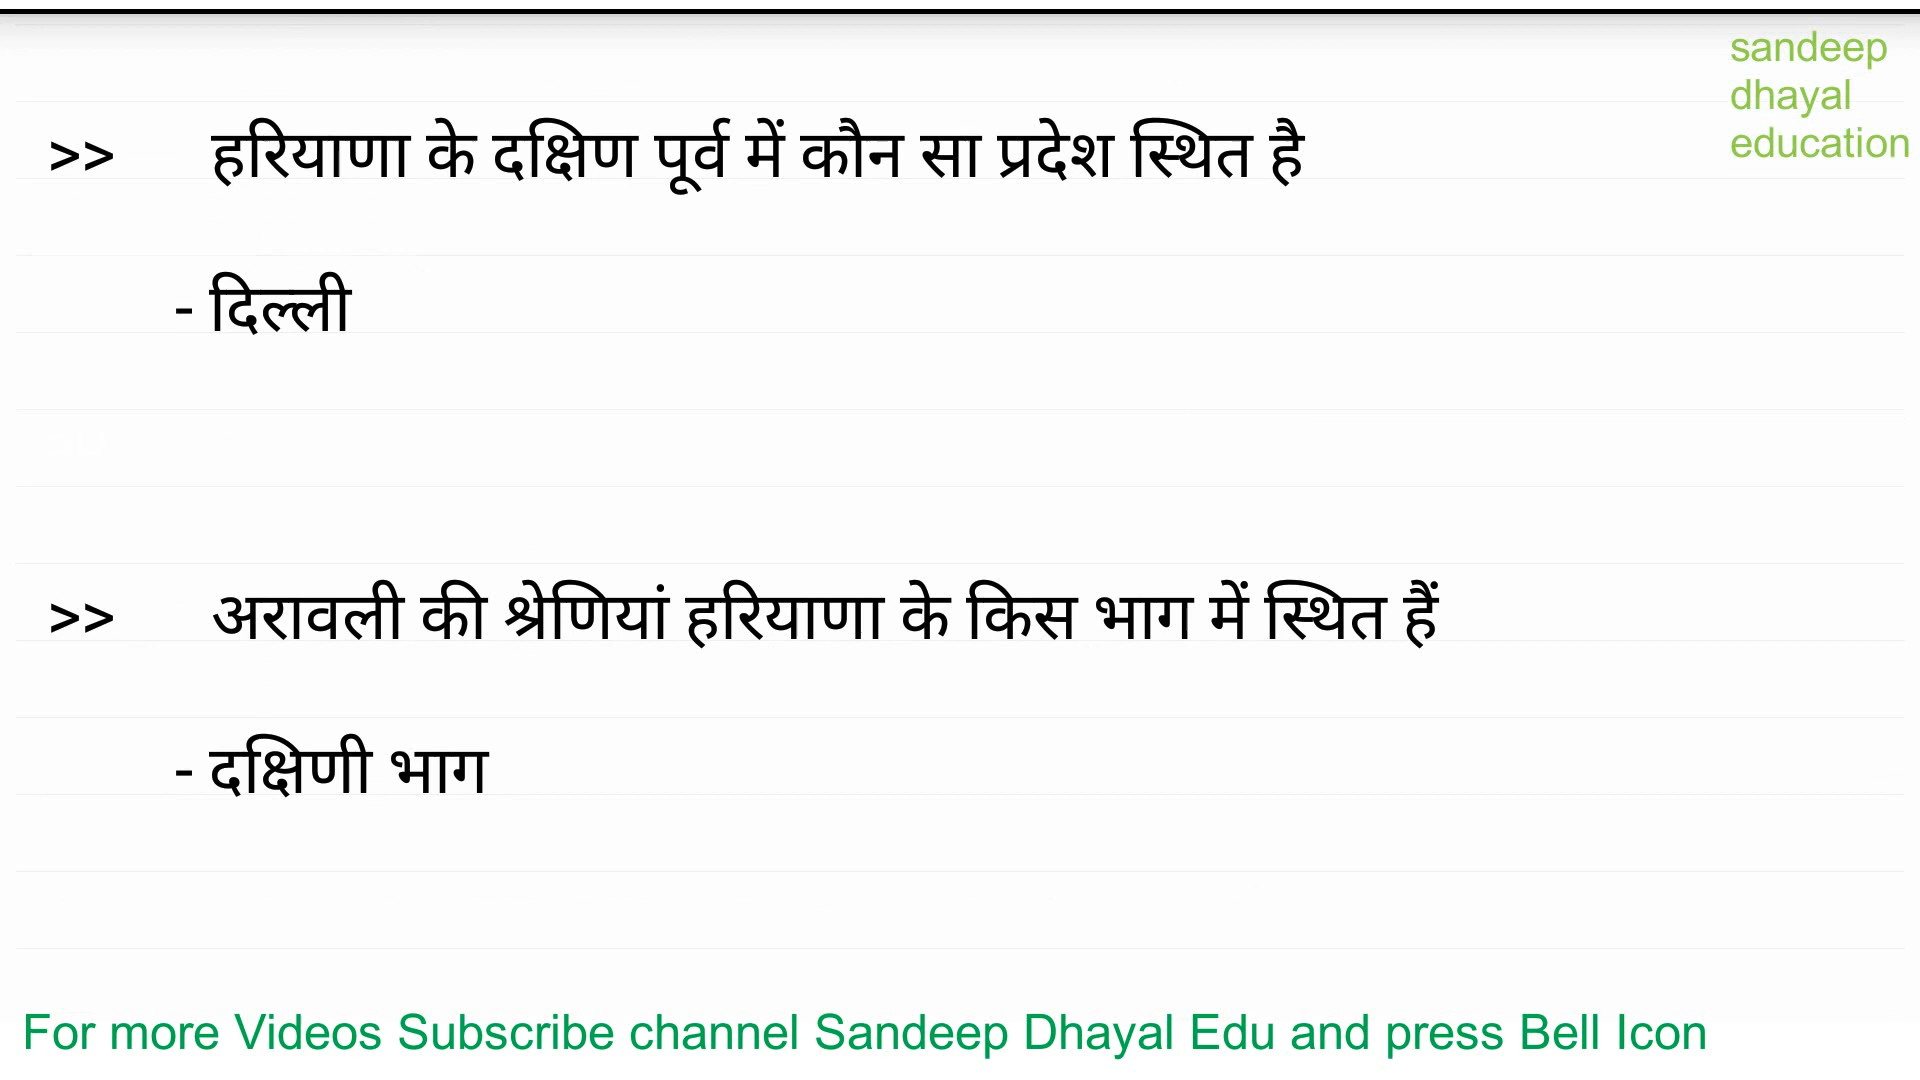 sandeep
dhayal
education
>> हरियाणा के दक्षिण पूर्व में कौन सा प्रदेश स्थित है
- दिल्ली
>> अरावली की श्रेणियां हरियाणा के किस भाग में स्थित हैं
- दक्षिणी भाग
For more Videos Subscribe channel Sandeep Dhayal Edu and press Bell Icon